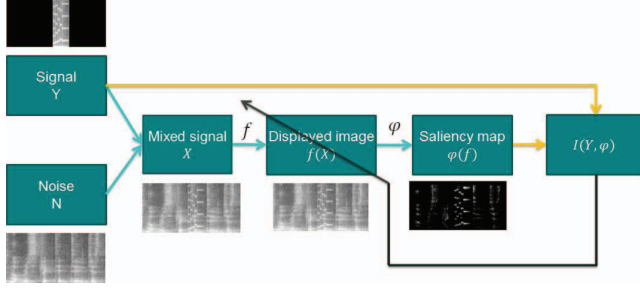 Signal
Y
Noise
N
Mixed signal
X
f
Displayed image
f(X)
φ
Saliency map
φ(f)
I(Y, φ)